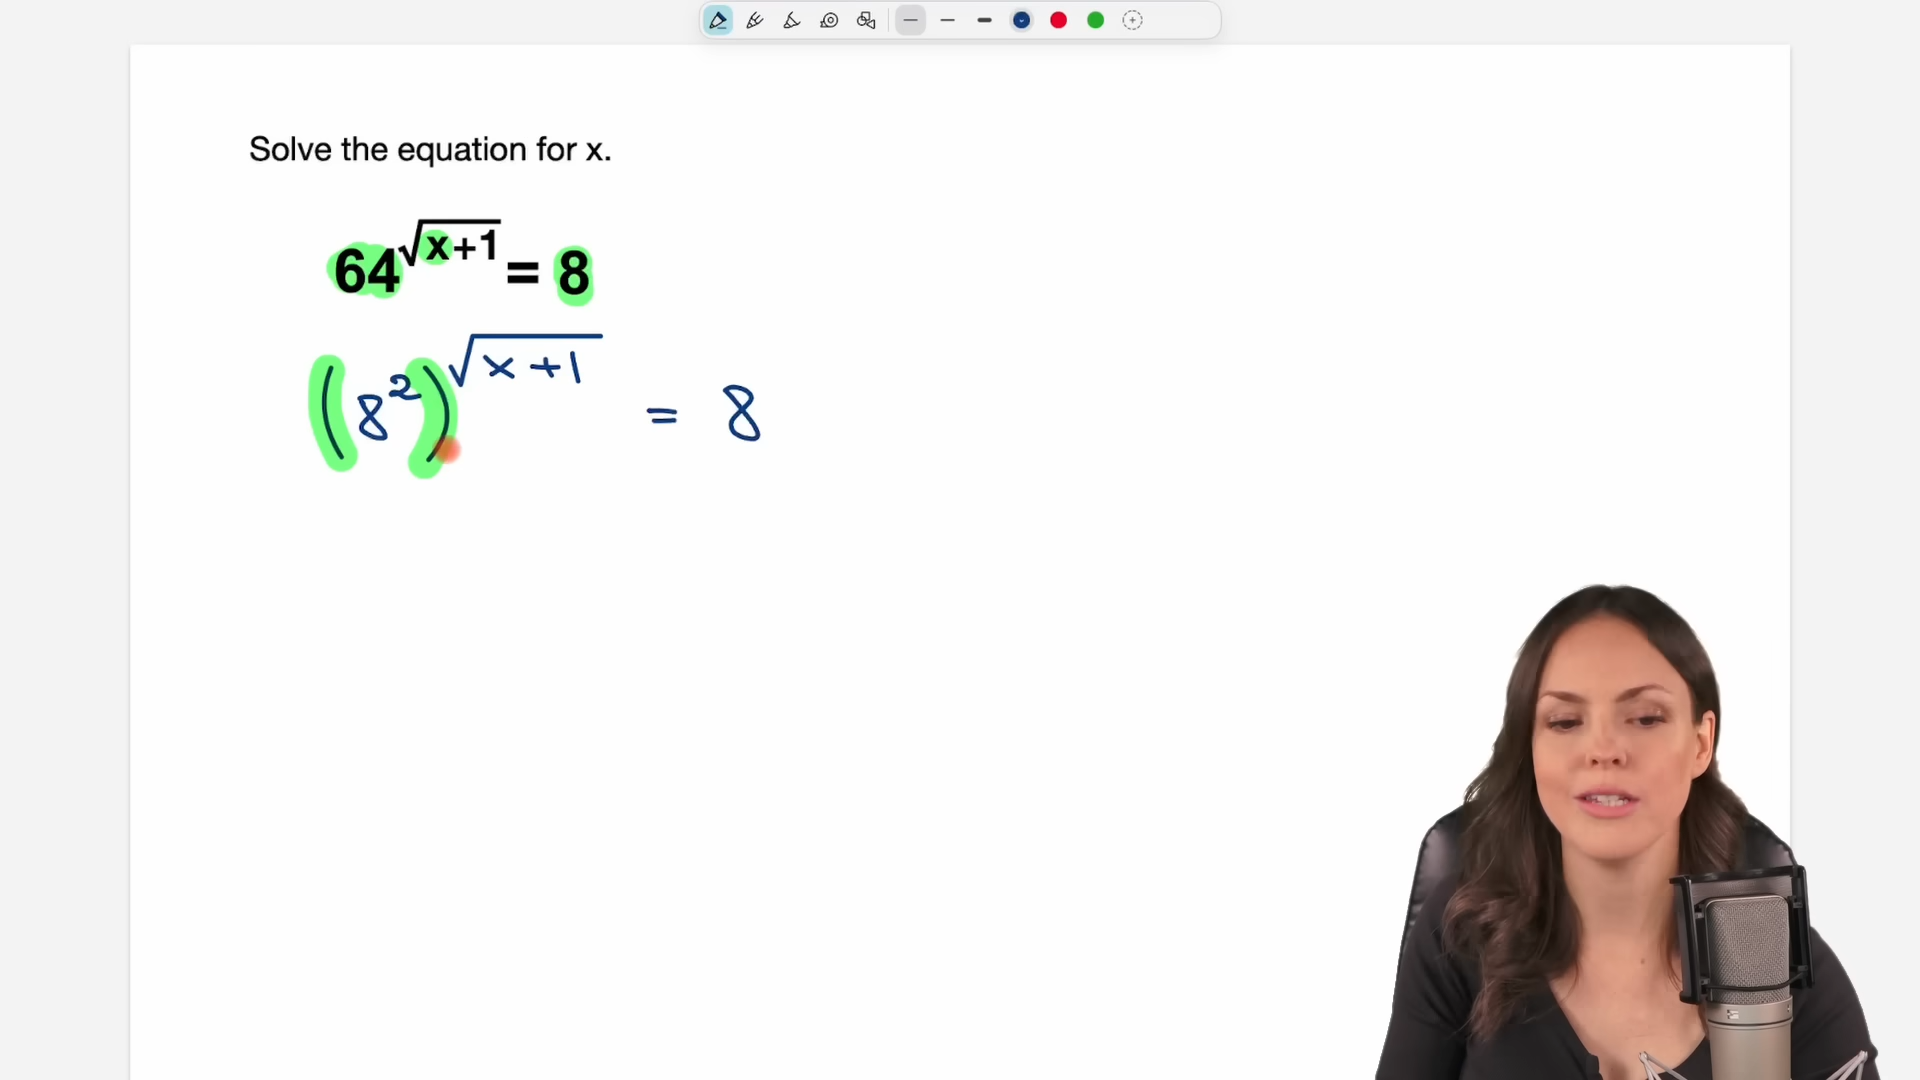 Solve the equation for x.
64^√(x+1) = 8
(8²)^√(x+1) = 8